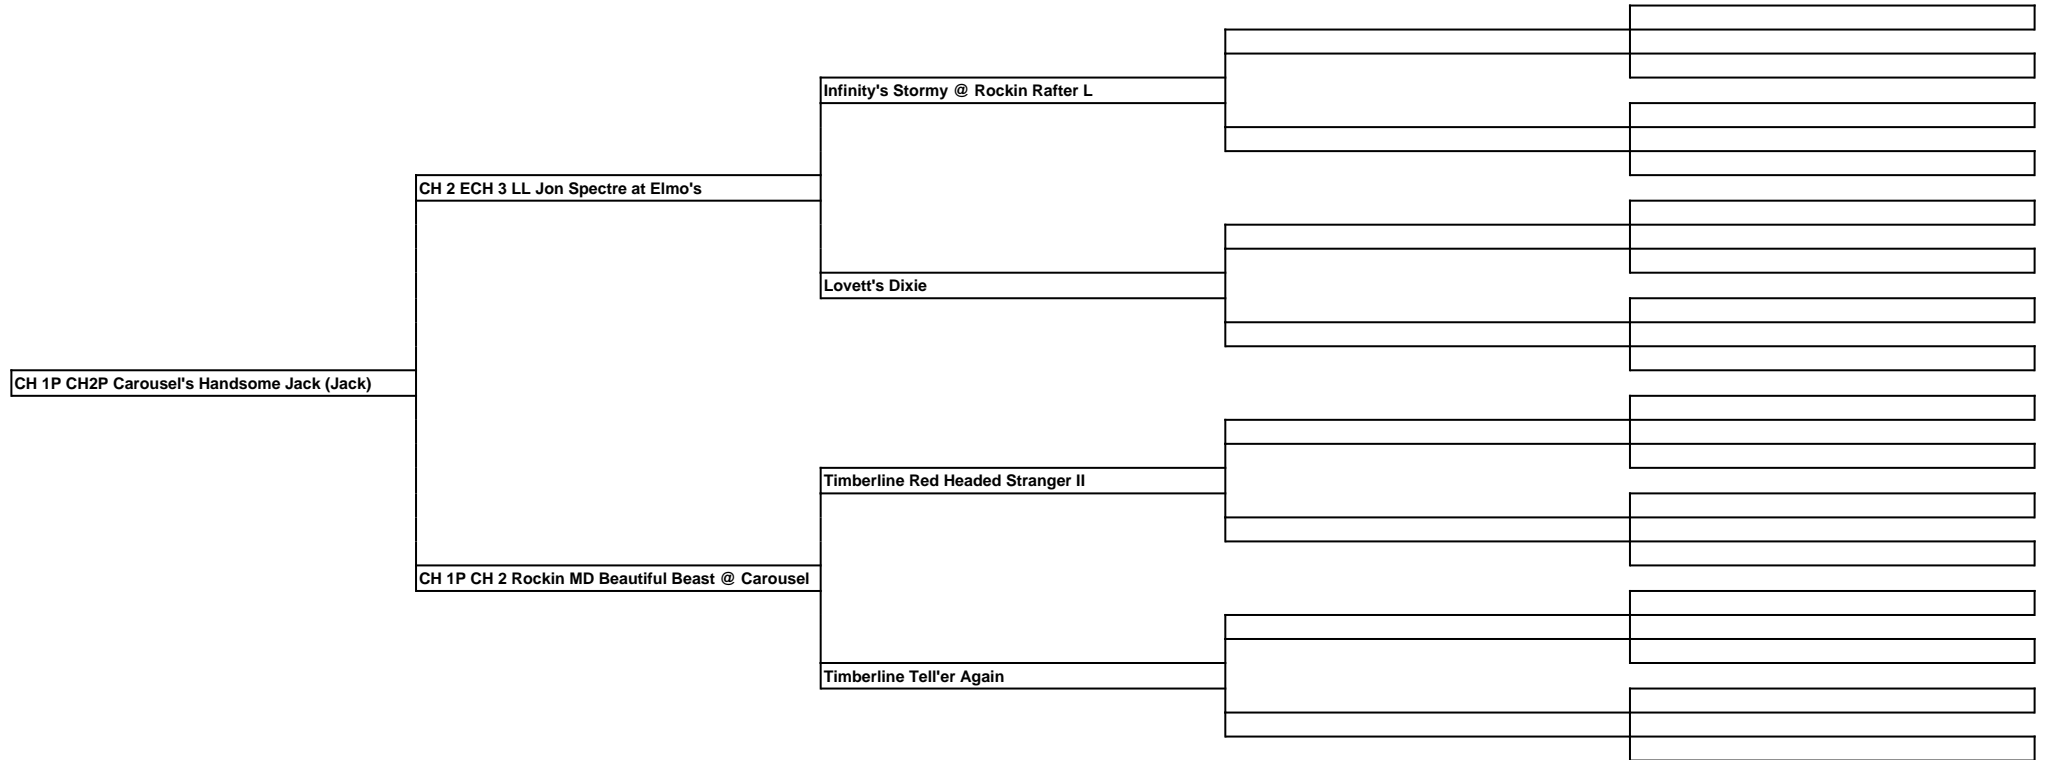 Infinity's Stormy @ Rockin Rafter L
CH 2 ECH 3 LL Jon Spectre at Elmo's
Lovett's Dixie
CH 1P CH2P Carousel's Handsome Jack (Jack)
Timberline Red Headed Stranger II
CH 1P CH 2 Rockin MD Beautiful Beast @ Carousel
Timberline Tell'er Again